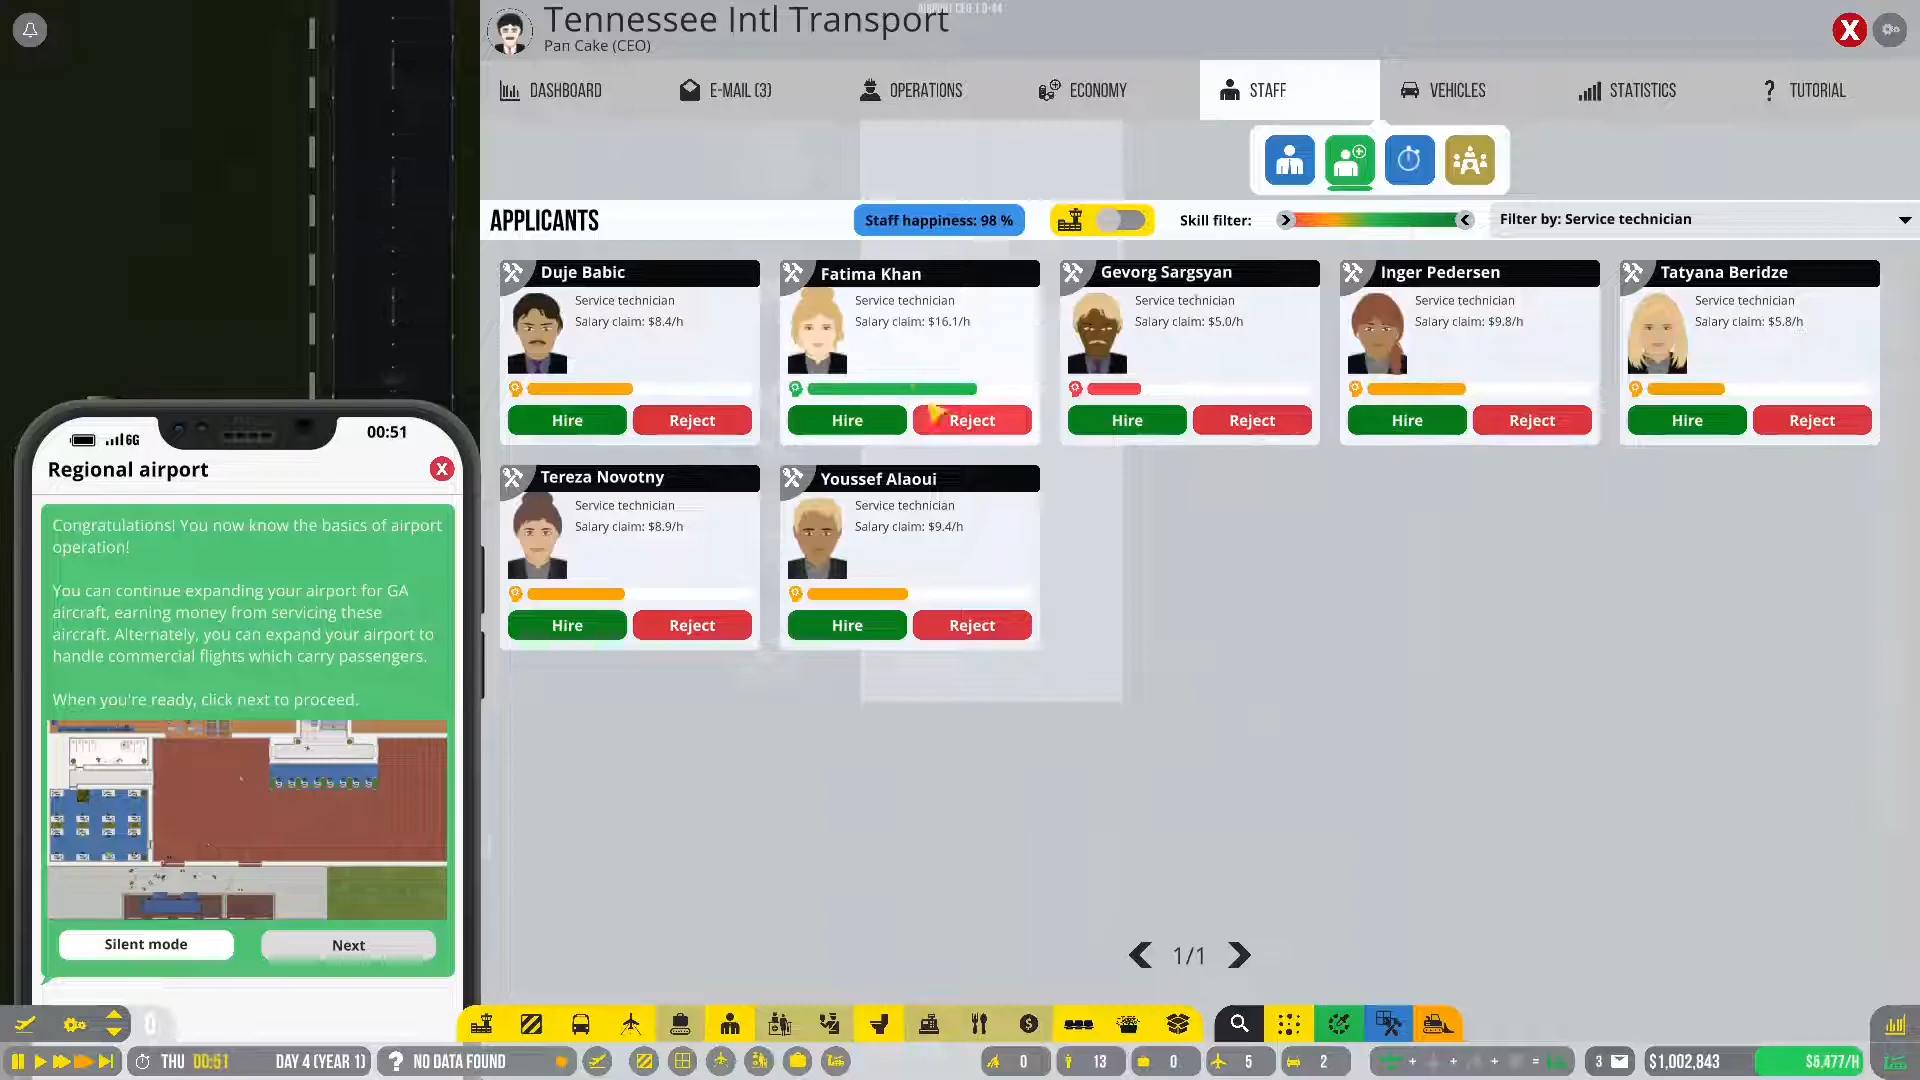 AIRPORT CEO 1.0-44
Tennessee Intl Transport
Pan Cake (CEO)
X
DASHBOARD
E-MAIL (3)
OPERATIONS
ECONOMY
STAFF
VEHICLES
STATISTICS
? TUTORIAL
APPLICANTS
Staff happiness: 98 %
Skill filter:
Filter by: Service technician
Duje Babic
Service technician
Salary claim: $8.4/h
Hire
Reject
Fatima Khan
Service technician
Salary claim: $16.1/h
Hire
Reject
Gevorg Sargsyan
Service technician
Salary claim: $5.0/h
Hire
Reject
Inger Pedersen
Service technician
Salary claim: $9.8/h
Hire
Reject
Tatyana Beridze
Service technician
Salary claim: $5.8/h
Hire
Reject
Tereza Novotny
Service technician
Salary claim: $8.9/h
Hire
Reject
Youssef Alaoui
Service technician
Salary claim: $9.4/h
Hire
Reject
1/1
6G
00:51
Regional airport
X
Congratulations! You now know the basics of airport
operation!
You can continue expanding your airport for GA
aircraft, earning money from servicing these
aircraft. Alternately, you can expand your airport to
handle commercial flights which carry passengers.
When you're ready, click next to proceed.
Silent mode
Next
0
THU 00:51
DAY 4 (YEAR 1)
? NO DATA FOUND
0
13
0
5
2
+ + + =
3
$1,002,843
$6,477/H